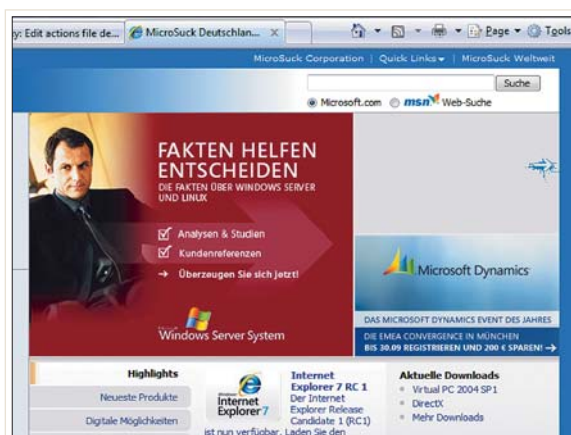 y: Edit actions file de...
MicroSuck Deutschlan...
Page
Tools
MicroSuck Corporation | Quick Links | MicroSuck Weltweit
Suche
Microsoft.com
msn Web-Suche
FAKTEN HELFEN
ENTSCHEIDEN
DIE FAKTEN ÜBER WINDOWS SERVER
UND LINUX
Analysen & Studien
Kundenreferenzen
Überzeugen Sie sich jetzt!
Windows Server System
Microsoft Dynamics
DAS MICROSOFT DYNAMICS EVENT DES JAHRES
DIE EMEA CONVERGENCE IN MÜNCHEN
BIS 30.09 REGISTRIEREN UND 200 € SPAREN!
Highlights
Neueste Produkte
Digitale Möglichkeiten
Internet
Explorer 7
Internet
Explorer 7 RC 1
Der Internet
Explorer Release
Candidate 1 (RC1)
ist nun verfügbar. Laden Sie den
Aktuelle Downloads
Virtual PC 2004 SP1
DirectX
Mehr Downloads